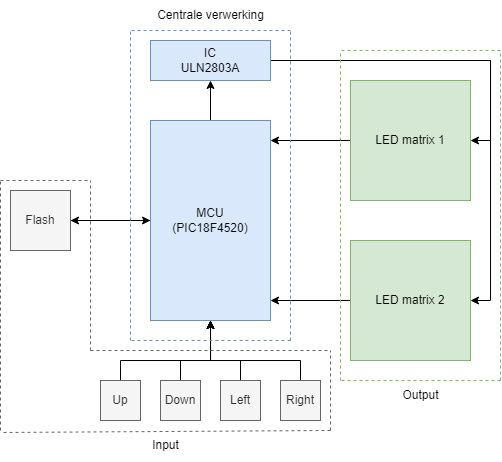 Centrale verwerking
IC
ULN2803A
LED matrix 1
MCU
(PIC18F4520)
Flash
LED matrix 2
Up
Down
Left
Right
Output
Input